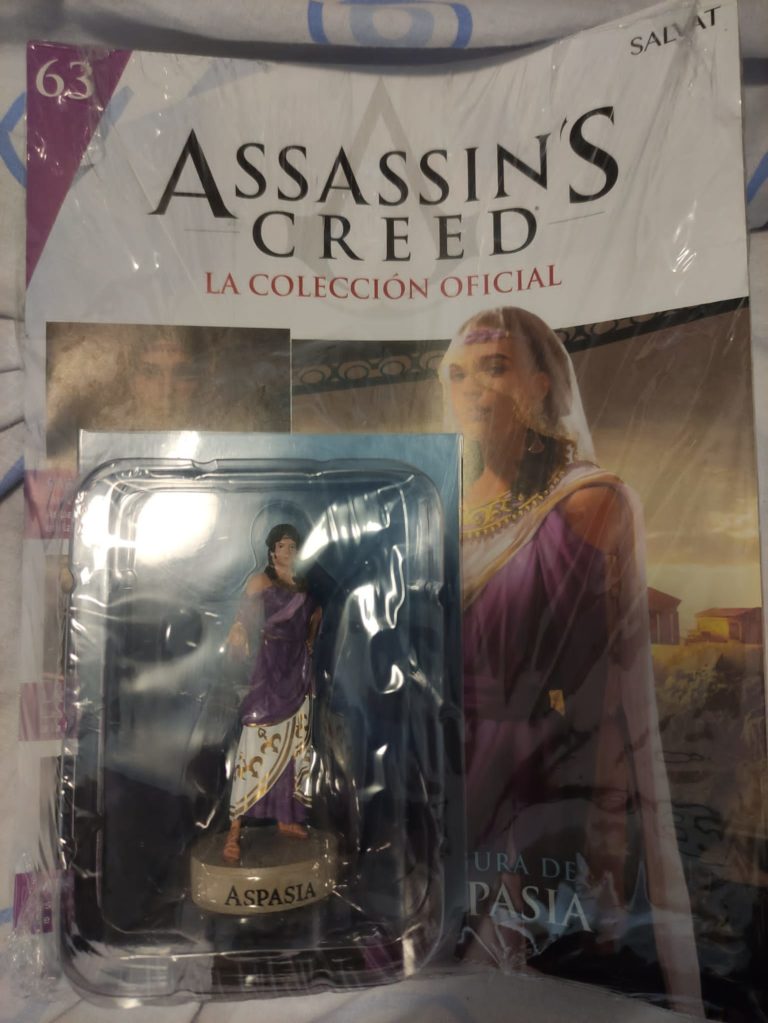 63
SALVAT
ASSASSIN'S
CREED
LA COLECCIÓN OFICIAL
URA DE
PASIA
ASPASIA